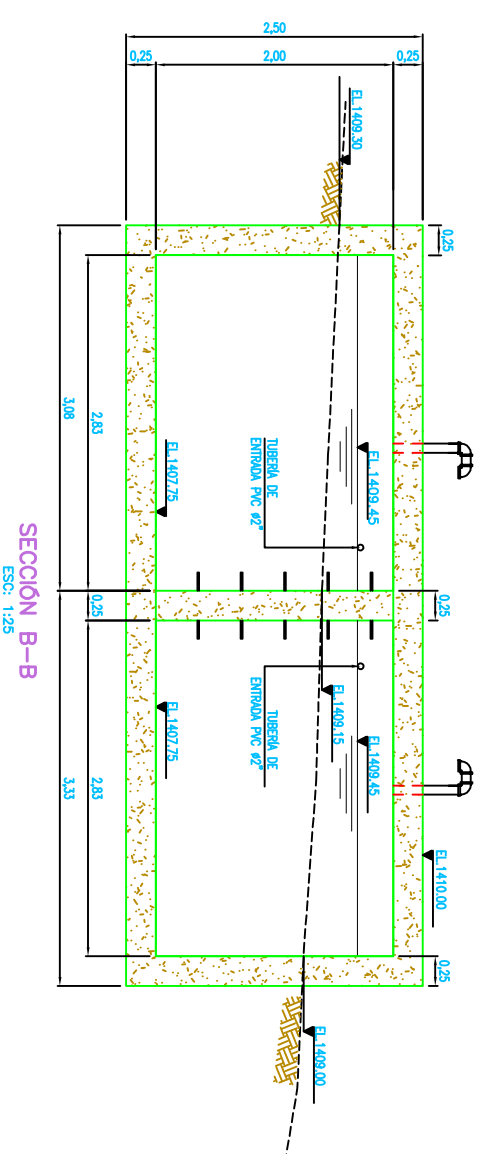 0,25
0,25
0,25
EL.1410.00
EL.1409.45
EL.1409.45
EL.1409.30
EL.1409.15
EL.1409.00
TUBERÍA DE
ENTRADA PVC ø2"
TUBERÍA DE
ENTRADA PVC ø2"
EL.1407.75
EL.1407.75
2,50
0,25
2,00
0,25
2,83
0,25
2,83
3,08
3,33
SECCIÓN B–B
ESC: 1:25